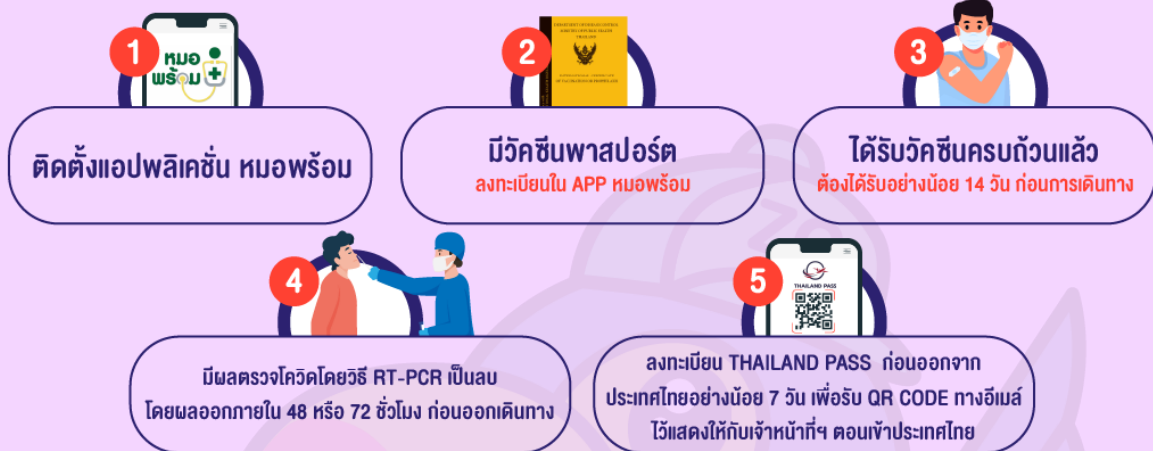 1
หมอ
พร้อม
ติดตั้งแอปพลิเคชั่น หมอพร้อม
2
DEPARTMENT OF DISEASE CONTROL
MINISTRY OF PUBLIC HEALTH
THAILAND
OF VACCINATION OR PROPHYLAXIS
มีวัคซีนพาสปอร์ต
ลงทะเบียนใน APP หมอพร้อม
3
ได้รับวัคซีนครบถ้วนแล้ว
ต้องได้รับอย่างน้อย 14 วัน ก่อนการเดินทาง
4
มีผลตรวจโควิดโดยวิธี RT-PCR เป็นลบ
โดยผลออกภายใน 48 หรือ 72 ชั่วโมง ก่อนออกเดินทาง
5
THAILAND PASS
ลงทะเบียน THAILAND PASS ก่อนออกจาก
ประเทศไทยอย่างน้อย 7 วัน เพื่อรับ QR CODE ทางอีเมล์
ไว้แสดงให้กับเจ้าหน้าที่ฯ ตอนเข้าประเทศไทย